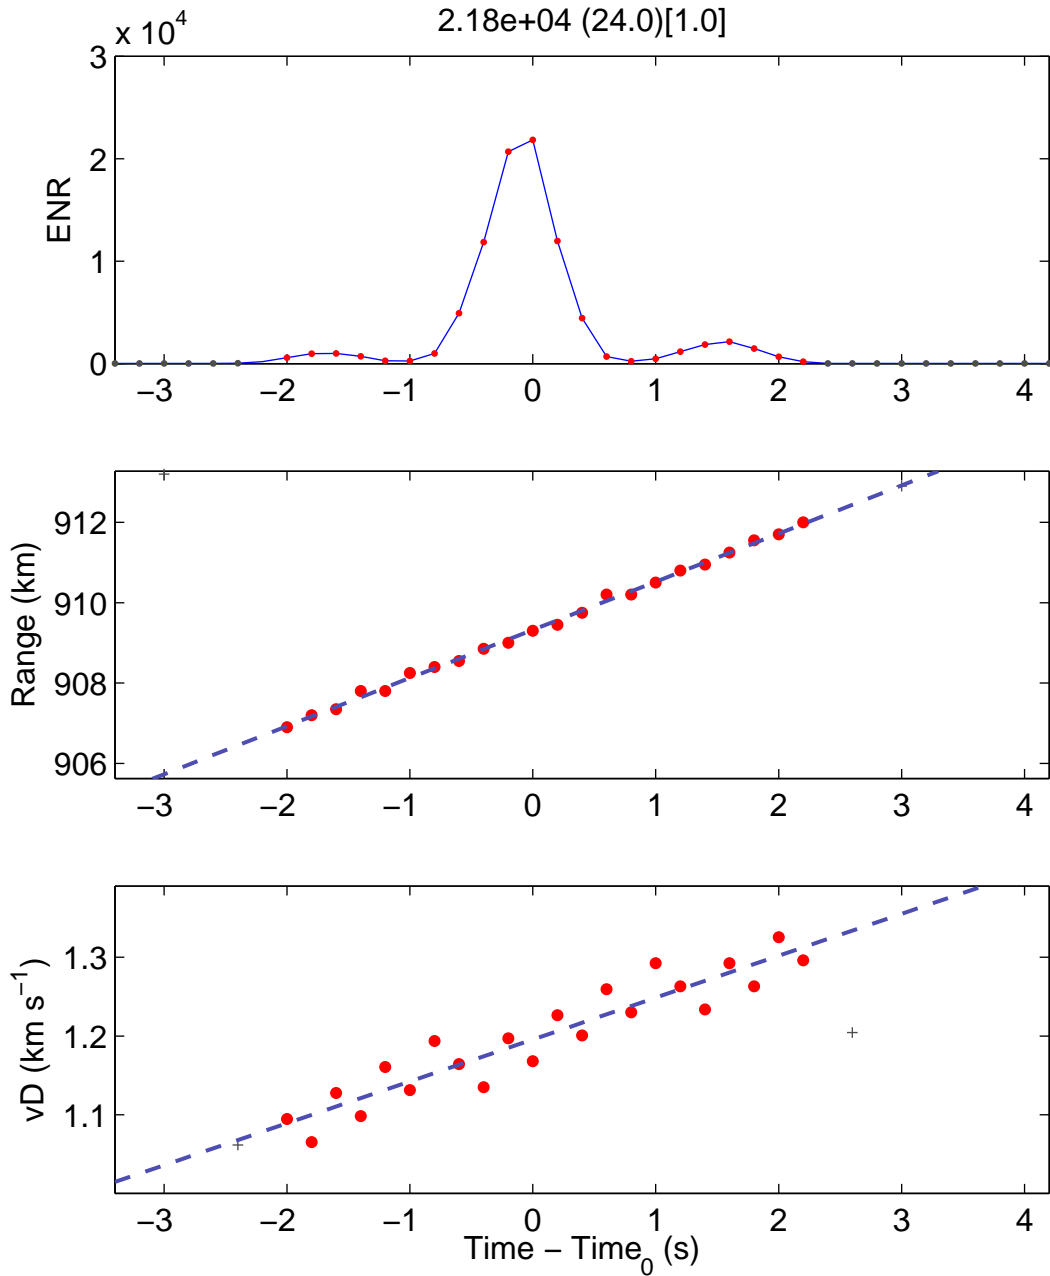 2.18e+04 (24.0)[1.0]
x 10^4
3
2
1
0
ENR
−3 −2 −1 0 1 2 3 4
912
910
908
906
Range (km)
−3 −2 −1 0 1 2 3 4
1.3
1.2
1.1
vD (km s^−1)
−3 −2 −1 0 1 2 3 4
Time − Time_0 (s)